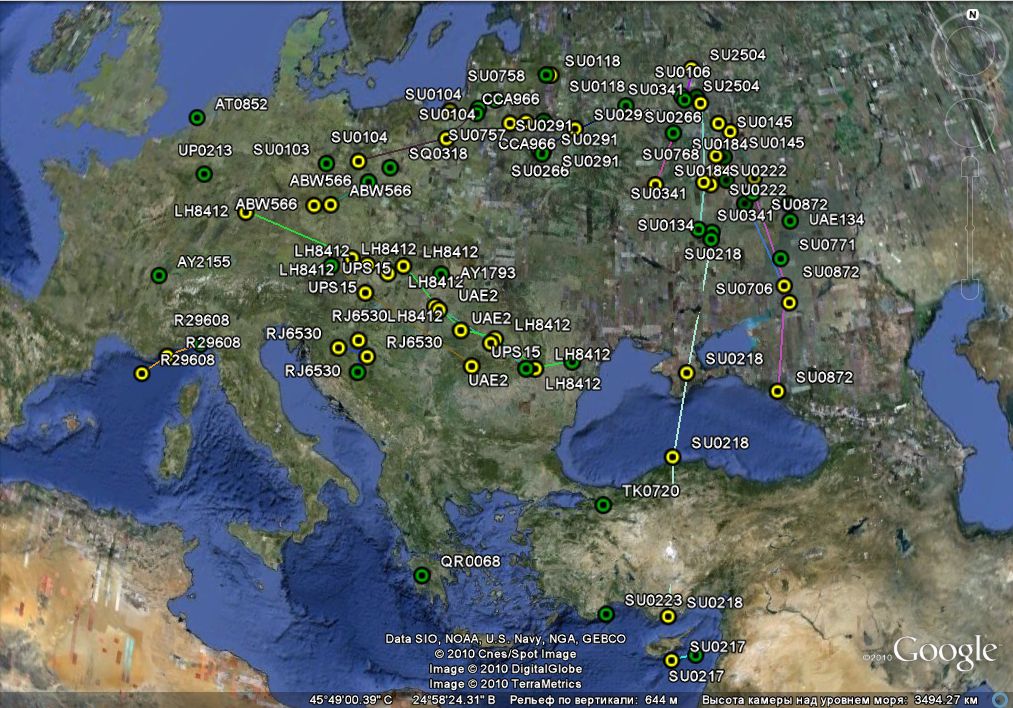 N
SU2504
SU0118
SU0758
SU0106
SU0118
SU0341
SU2504
SU0104
CCA966
AT0852
SU0104
SU0291
SU029
SU0266
SU0145
SU0104
SU0757
SU0291
CCA966
SU0184
SU0145
UP0213
SU0103
SQ0318
SU0291
SU0768
SU0266
SU0184
SU0222
ABW566
ABW566
SU0341
SU0222
ABW566
SU0872
LH8412
SU0341
UAE134
SU0134
LH8412
LH8412
LH8412
SU0218
SU0771
AY2155
LH8412
UPS15
AY1793
SU0872
UPS15
LH8412
UAE2
SU0706
R29608
RJ6530
LH8412
UAE2
LH8412
R29608
RJ6530
RJ6530
R29608
UPS15
LH8412
SU0218
RJ6530
UAE2
LH8412
SU0872
SU0218
TK0720
QR0068
SU0223
SU0218
Data SIO, NOAA, U.S. Navy, NGA, GEBCO
© 2010 Cnes/Spot Image
Image © 2010 DigitalGlobe
Image © 2010 TerraMetrics
SU0217
SU0217
©2010 Google
45°49'00.39" С 24°58'24.31" В Рельеф по вертикали: 644 м Высота камеры над уровнем моря: 3494.27 км